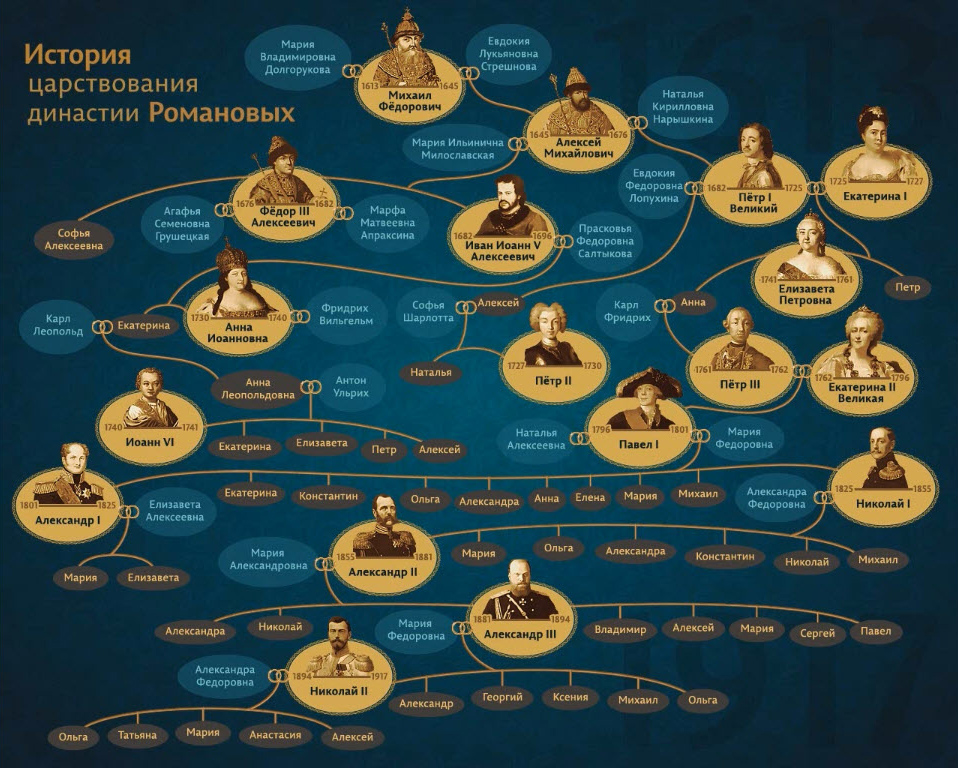 История
царствования
династии Романовых
Мария
Владимировна
Долгорукова
1613
1645
Михаил
Фёдорович
Евдокия
Лукьяновна
Стрешнова
Мария Ильинична
Милославская
1645
1676
Алексей
Михайлович
Наталья
Кирилловна
Нарышкина
Софья
Алексеевна
Агафья
Семеновна
Грушецкая
1676
1682
Фёдор III
Алексеевич
Марфа
Матвеевна
Апраксина
1682
1696
Иван Иоанн V
Алексеевич
Прасковья
Федоровна
Салтыкова
Евдокия
Федоровна
Лопухина
1682
1725
Пётр I
Великий
1725
1727
Екатерина I
1741
1761
Елизавета
Петровна
Петр
Карл
Леопольд
Екатерина
1730
1740
Анна
Иоанновна
Фридрих
Вильгельм
Софья
Шарлотта
Алексей
Карл
Фридрих
Анна
Наталья
1727
1730
Пётр II
1761
1762
Пётр III
1762
1796
Екатерина II
Великая
Анна
Леопольдовна
Антон
Ульрих
1740
1741
Иоанн VI
Екатерина
Елизавета
Петр
Алексей
Наталья
Алексеевна
1796
1801
Павел I
Мария
Федоровна
1801
1825
Александр I
Елизавета
Алексеевна
Екатерина
Константин
Ольга
Александра
Анна
Елена
Мария
Михаил
Александра
Федоровна
1825
1855
Николай I
Мария
Елизавета
Мария
Александровна
1855
1881
Александр II
Мария
Ольга
Александра
Константин
Николай
Михаил
Александра
Николай
Мария
Федоровна
1881
1894
Александр III
Владимир
Алексей
Мария
Сергей
Павел
Александра
Федоровна
1894
1917
Николай II
Александр
Георгий
Ксения
Михаил
Ольга
Ольга
Татьяна
Мария
Анастасия
Алексей
1613
1917